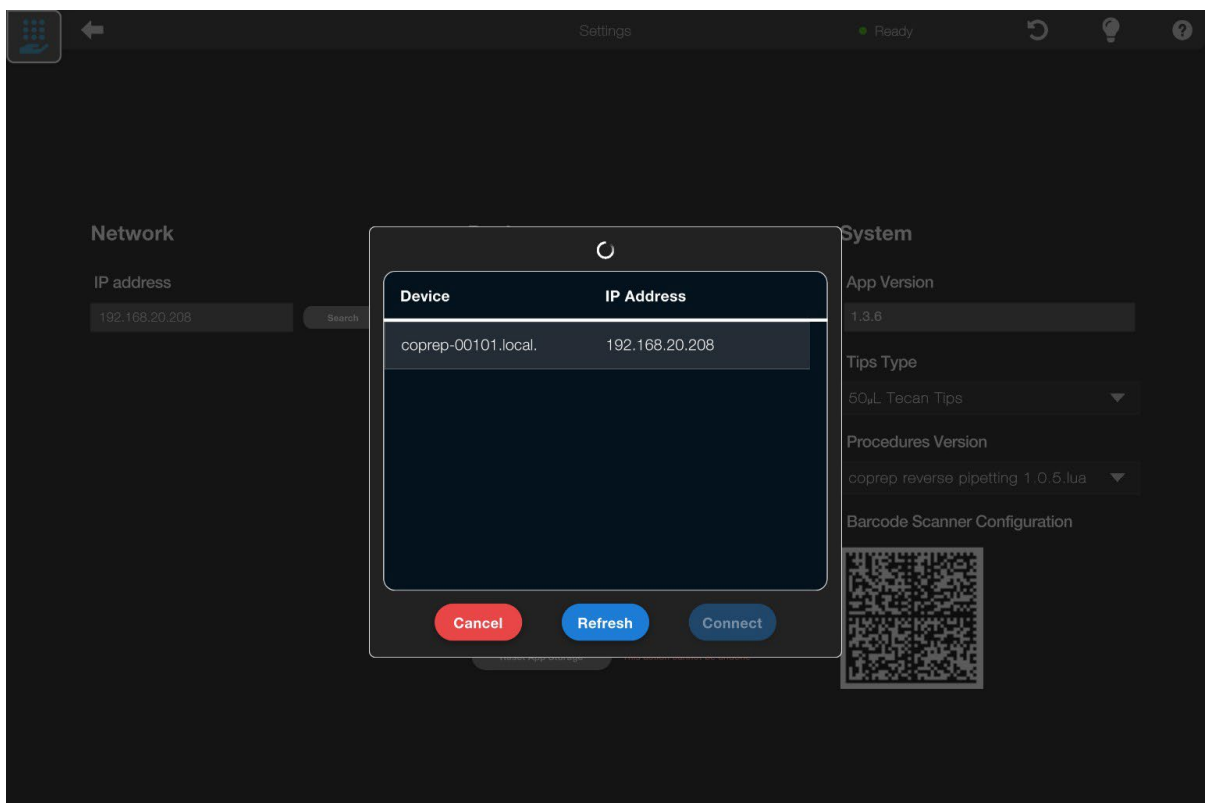 Settings
Ready
?
Network
System
IP address
192.168.20.208
Search
Device IP Address
coprep-00101.local. 192.168.20.208
Cancel
Refresh
Connect
App Version
1.3.6
Tips Type
50µL Tecan Tips
Procedures Version
coprep reverse pipetting 1.0.5.lua
Barcode Scanner Configuration